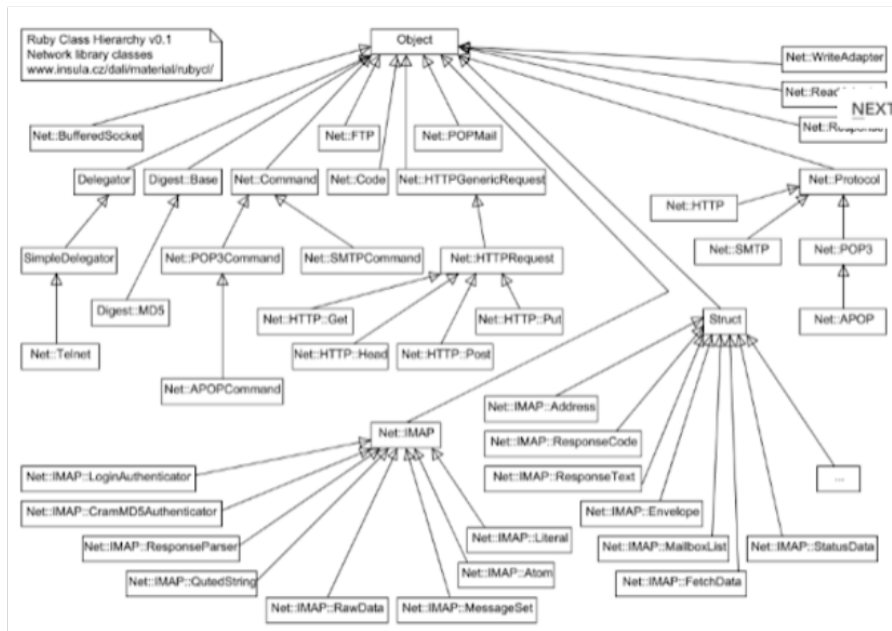 Ruby Class Hierarchy v0.1
Network library classes
www.insula.cz/dali/material/rubycl/
Object
Net::WriteAdapter
NEXT
Net::BufferedSocket
Net::FTP
Net::POPMail
Delegator
Digest::Base
Net::Command
Net::Code
Net::HTTPGenericRequest
Net::Protocol
Net::HTTP
SimpleDelegator
Net::POP3Command
Net::SMTPCommand
Net::HTTPRequest
Net::SMTP
Net::POP3
Digest::MD5
Net::HTTP::Get
Net::HTTP::Put
Struct
Net::APOP
Net::Telnet
Net::HTTP::Head
Net::HTTP::Post
Net::APOPCommand
Net::IMAP::Address
Net::IMAP
Net::IMAP::ResponseCode
Net::IMAP::LoginAuthenticator
Net::IMAP::ResponseText
...
Net::IMAP::CramMD5Authenticator
Net::IMAP::Envelope
Net::IMAP::Literal
Net::IMAP::ResponseParser
Net::IMAP::MailboxList
Net::IMAP::StatusData
Net::IMAP::Atom
Net::IMAP::QutedString
Net::IMAP::FetchData
Net::IMAP::RawData
Net::IMAP::MessageSet